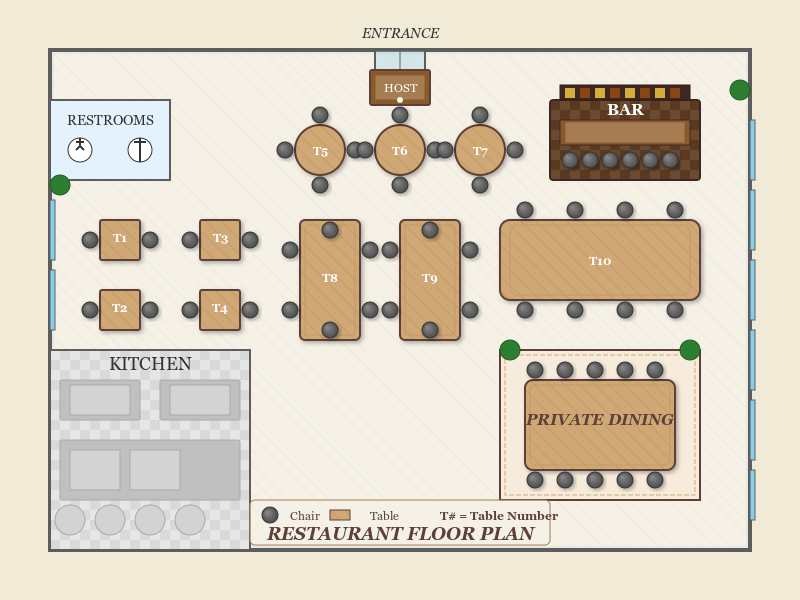 ENTRANCE
HOST
RESTROOMS
BAR
T5
T6
T7
T1
T3
T2
T4
T8
T9
T10
KITCHEN
PRIVATE DINING
Chair
Table
T# = Table Number
RESTAURANT FLOOR PLAN